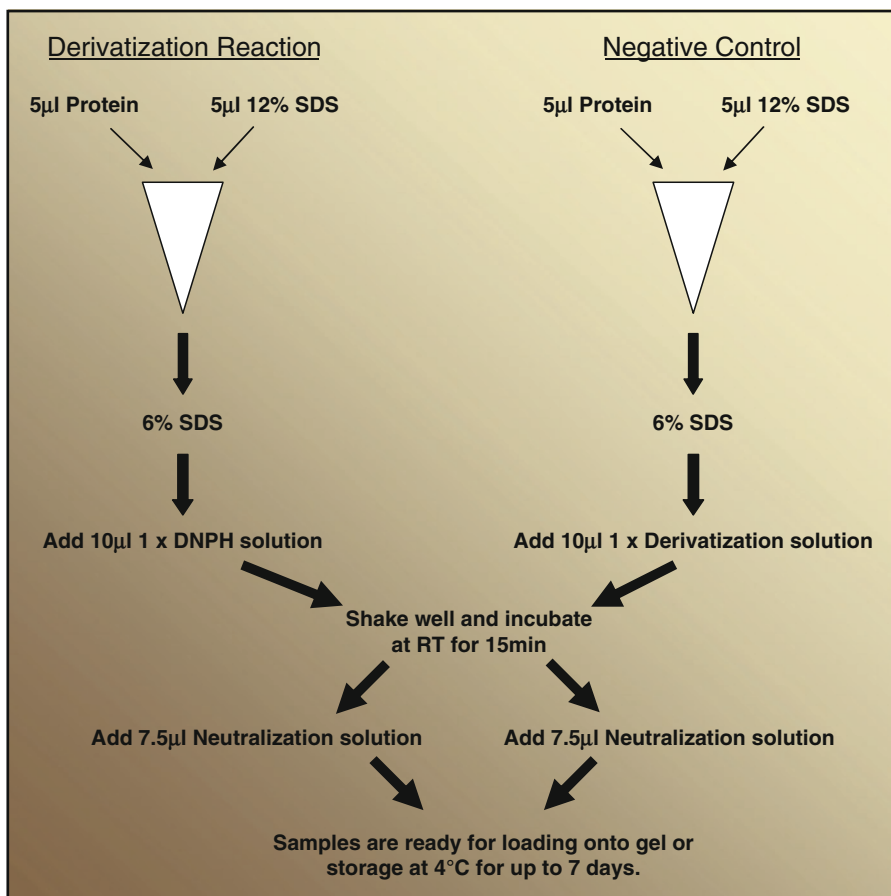 Derivatization Reaction
Negative Control
5μl Protein
5μl 12% SDS
5μl Protein
5μl 12% SDS
6% SDS
6% SDS
Add 10μl 1 x DNPH solution
Add 10μl 1 x Derivatization solution
Shake well and incubate
at RT for 15min
Add 7.5μl Neutralization solution
Add 7.5μl Neutralization solution
Samples are ready for loading onto gel or
storage at 4°C for up to 7 days.